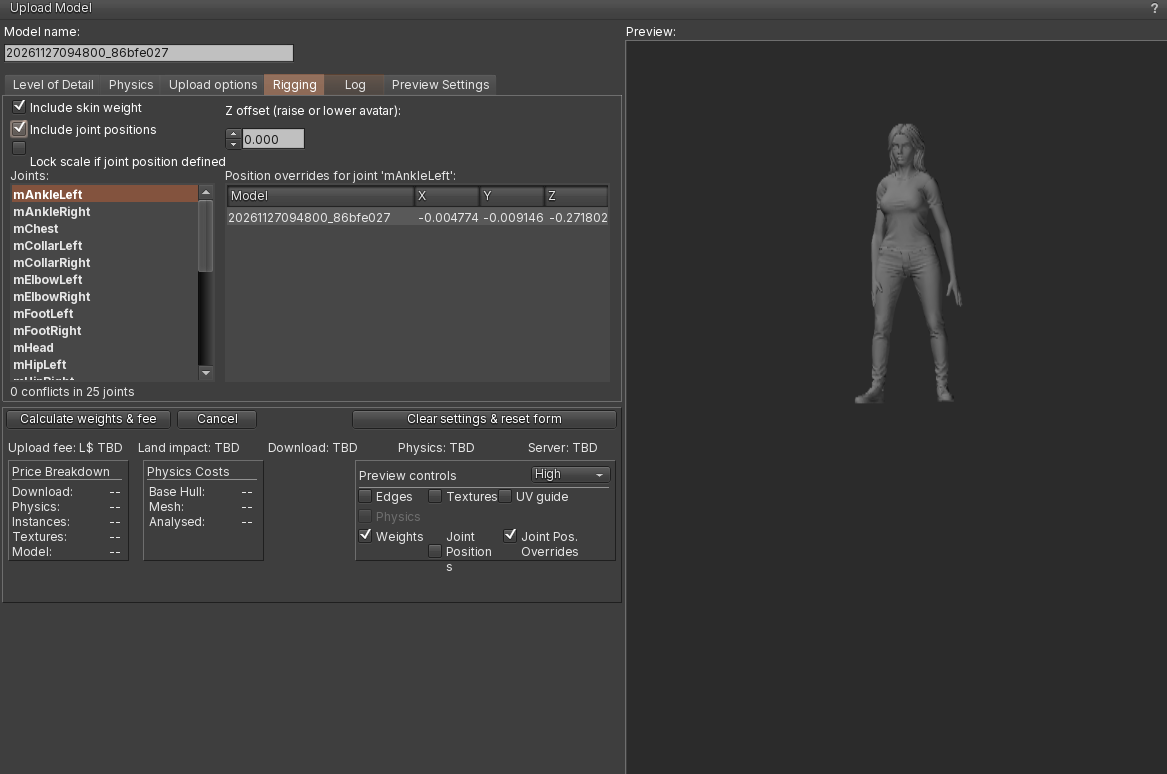 Upload Model ?
Model name:
20261127094800_86bfe027
Level of Detail Physics Upload options Rigging Log Preview Settings
Include skin weight
Include joint positions
Lock scale if joint position defined
Z offset (raise or lower avatar):
0.000
Joints:
mAnkleLeft
mAnkleRight
mChest
mCollarLeft
mCollarRight
mElbowLeft
mElbowRight
mFootLeft
mFootRight
mHead
mHipLeft
mHipRight
0 conflicts in 25 joints
Position overrides for joint 'mAnkleLeft':
Model X Y Z
20261127094800_86bfe027 -0.004774 -0.009146 -0.271802
Calculate weights & fee Cancel Clear settings & reset form
Upload fee: L$ TBD Land impact: TBD Download: TBD Physics: TBD Server: TBD
Price Breakdown
Download: --
Physics: --
Instances: --
Textures: --
Model: --
Physics Costs
Base Hull: --
Mesh: --
Analysed: --
Preview controls High
Edges Textures UV guide
Physics
Weights Joint Positions Joint Pos. Overrides
Preview: